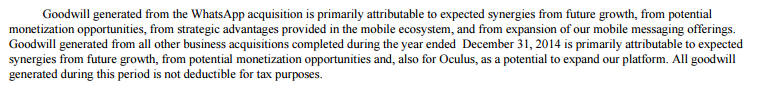 Goodwill generated from the WhatsApp acquisition is primarily attributable to expected synergies from future growth, from potential
monetization opportunities, from strategic advantages provided in the mobile ecosystem, and from expansion of our mobile messaging offerings.
Goodwill generated from all other business acquisitions completed during the year ended December 31, 2014 is primarily attributable to expected
synergies from future growth, from potential monetization opportunities and, also for Oculus, as a potential to expand our platform. All goodwill
generated during this period is not deductible for tax purposes.